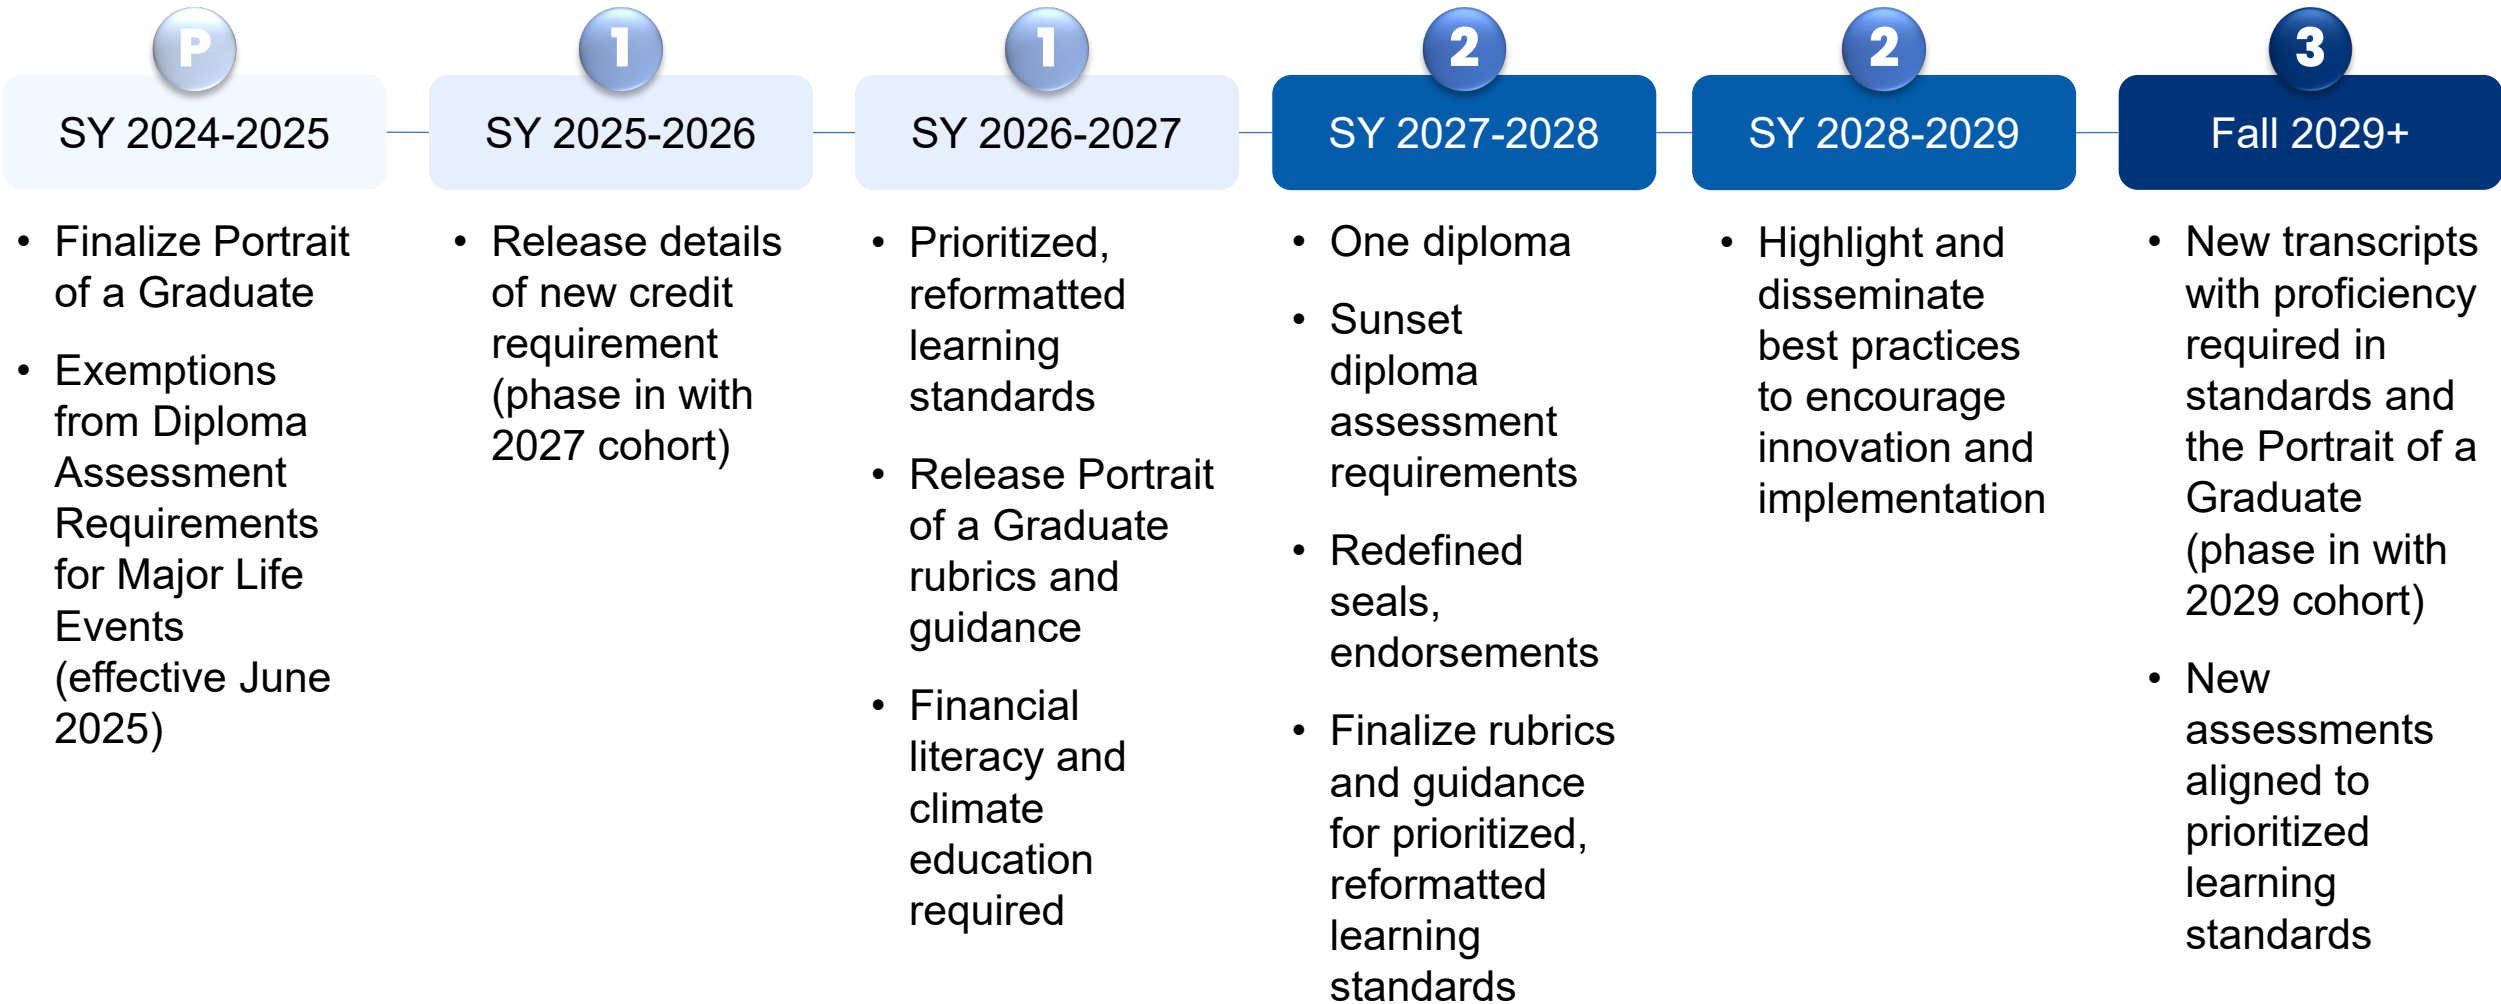 P
SY 2024-2025
• Finalize Portrait
of a Graduate
• Exemptions
from Diploma
Assessment
Requirements
for Major Life
Events
(effective June
2025)
1
SY 2025-2026
• Release details
of new credit
requirement
(phase in with
2027 cohort)
1
SY 2026-2027
• Prioritized,
reformatted
learning
standards
• Release Portrait
of a Graduate
rubrics and
guidance
• Financial
literacy and
climate
education
required
2
SY 2027-2028
• One diploma
• Sunset
diploma
assessment
requirements
• Redefined
seals,
endorsements
• Finalize rubrics
and guidance
for prioritized,
reformatted
learning
standards
2
SY 2028-2029
• Highlight and
disseminate
best practices
to encourage
innovation and
implementation
3
Fall 2029+
• New transcripts
with proficiency
required in
standards and
the Portrait of a
Graduate
(phase in with
2029 cohort)
• New
assessments
aligned to
prioritized
learning
standards